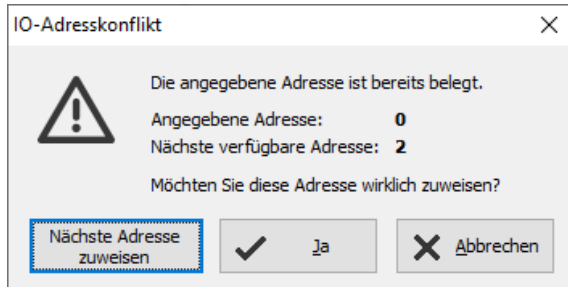 IO-Adresskonflikt
Die angegebene Adresse ist bereits belegt.
Angegebene Adresse: 0
Nächste verfügbare Adresse: 2
Möchten Sie diese Adresse wirklich zuweisen?
Nächste Adresse
zuweisen
Ja
Abbrechen